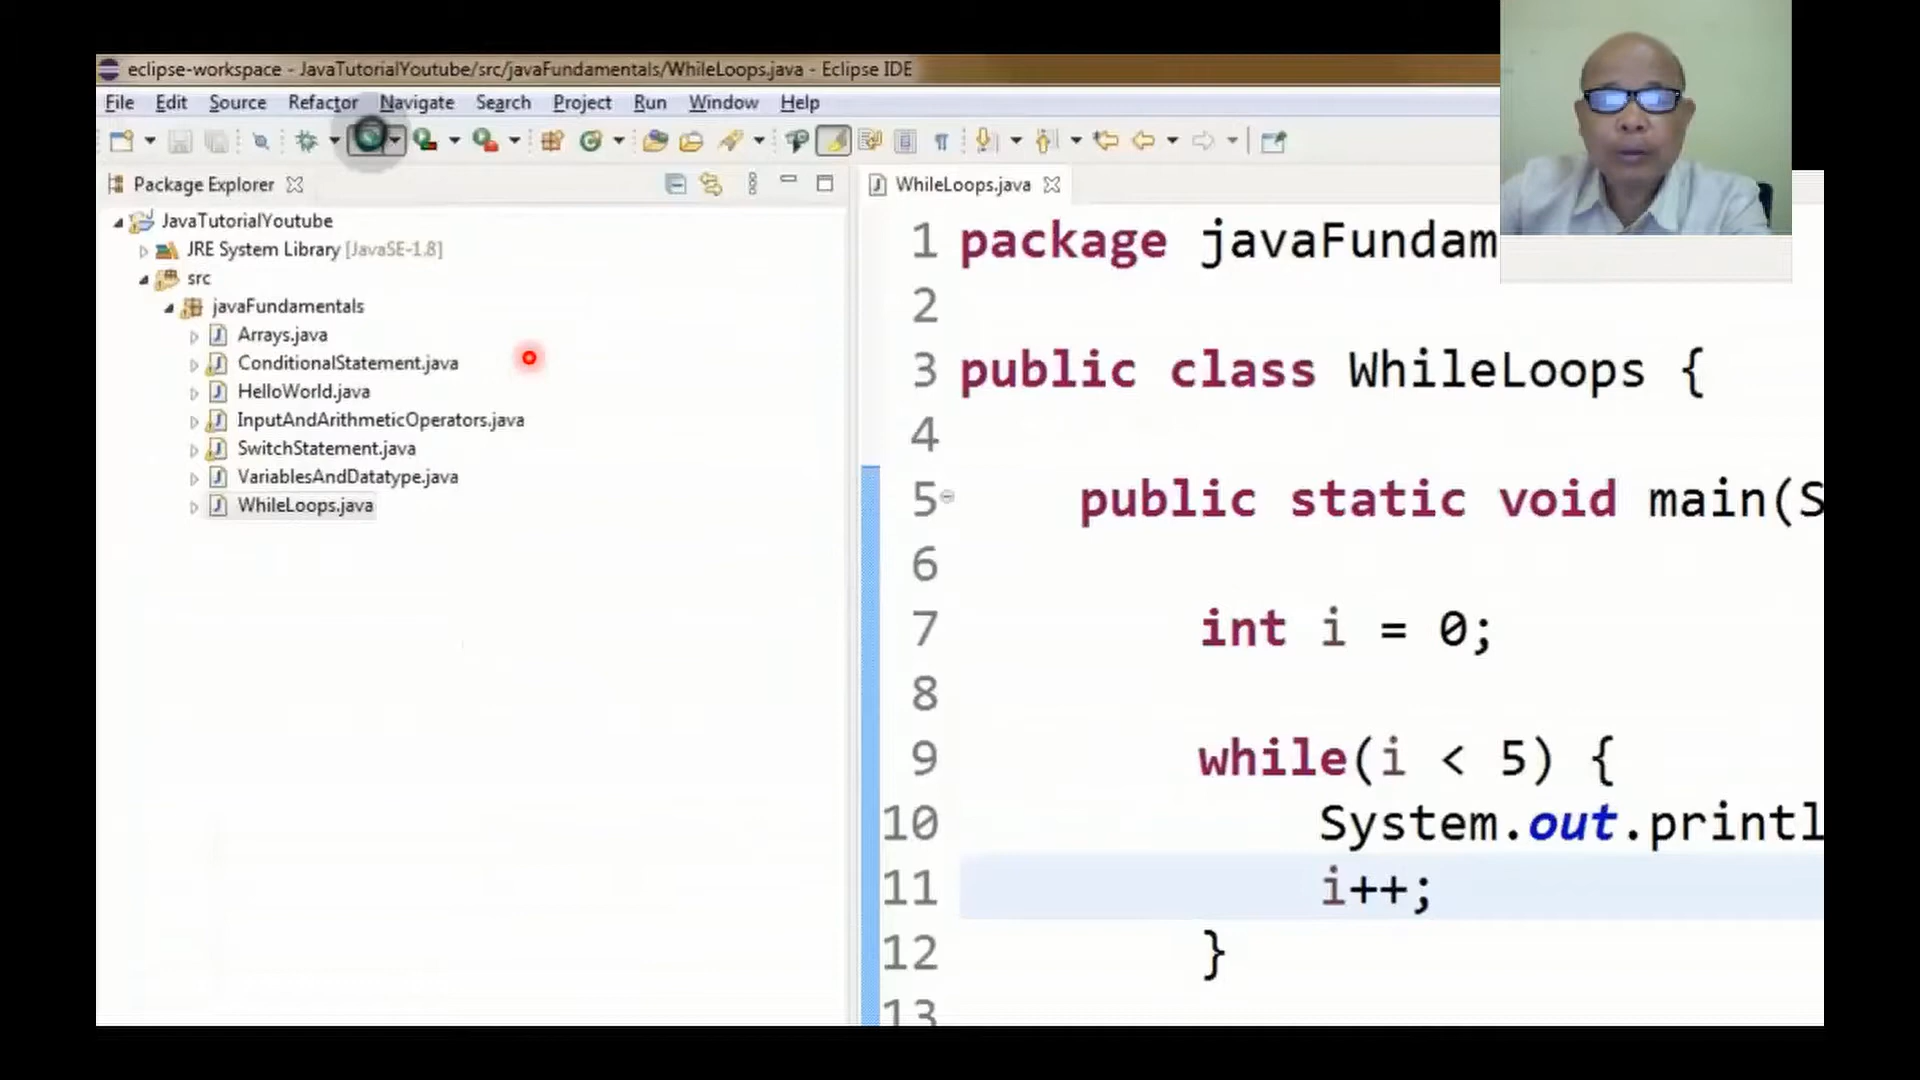 eclipse-workspace - JavaTutorialYoutube/src/javaFundamentals/WhileLoops.java - Eclipse IDE
File Edit Source Refactor Navigate Search Project Run Window Help
Package Explorer
JavaTutorialYoutube
JRE System Library [JavaSE-1.8]
src
javaFundamentals
Arrays.java
ConditionalStatement.java
HelloWorld.java
InputAndArithmeticOperators.java
SwitchStatement.java
VariablesAndDatatype.java
WhileLoops.java
WhileLoops.java
1 package javaFundam
2
3 public class WhileLoops {
4
5 public static void main(S
6
7 int i = 0;
8
9 while(i < 5) {
10 System.out.printl
11 i++;
12 }
13